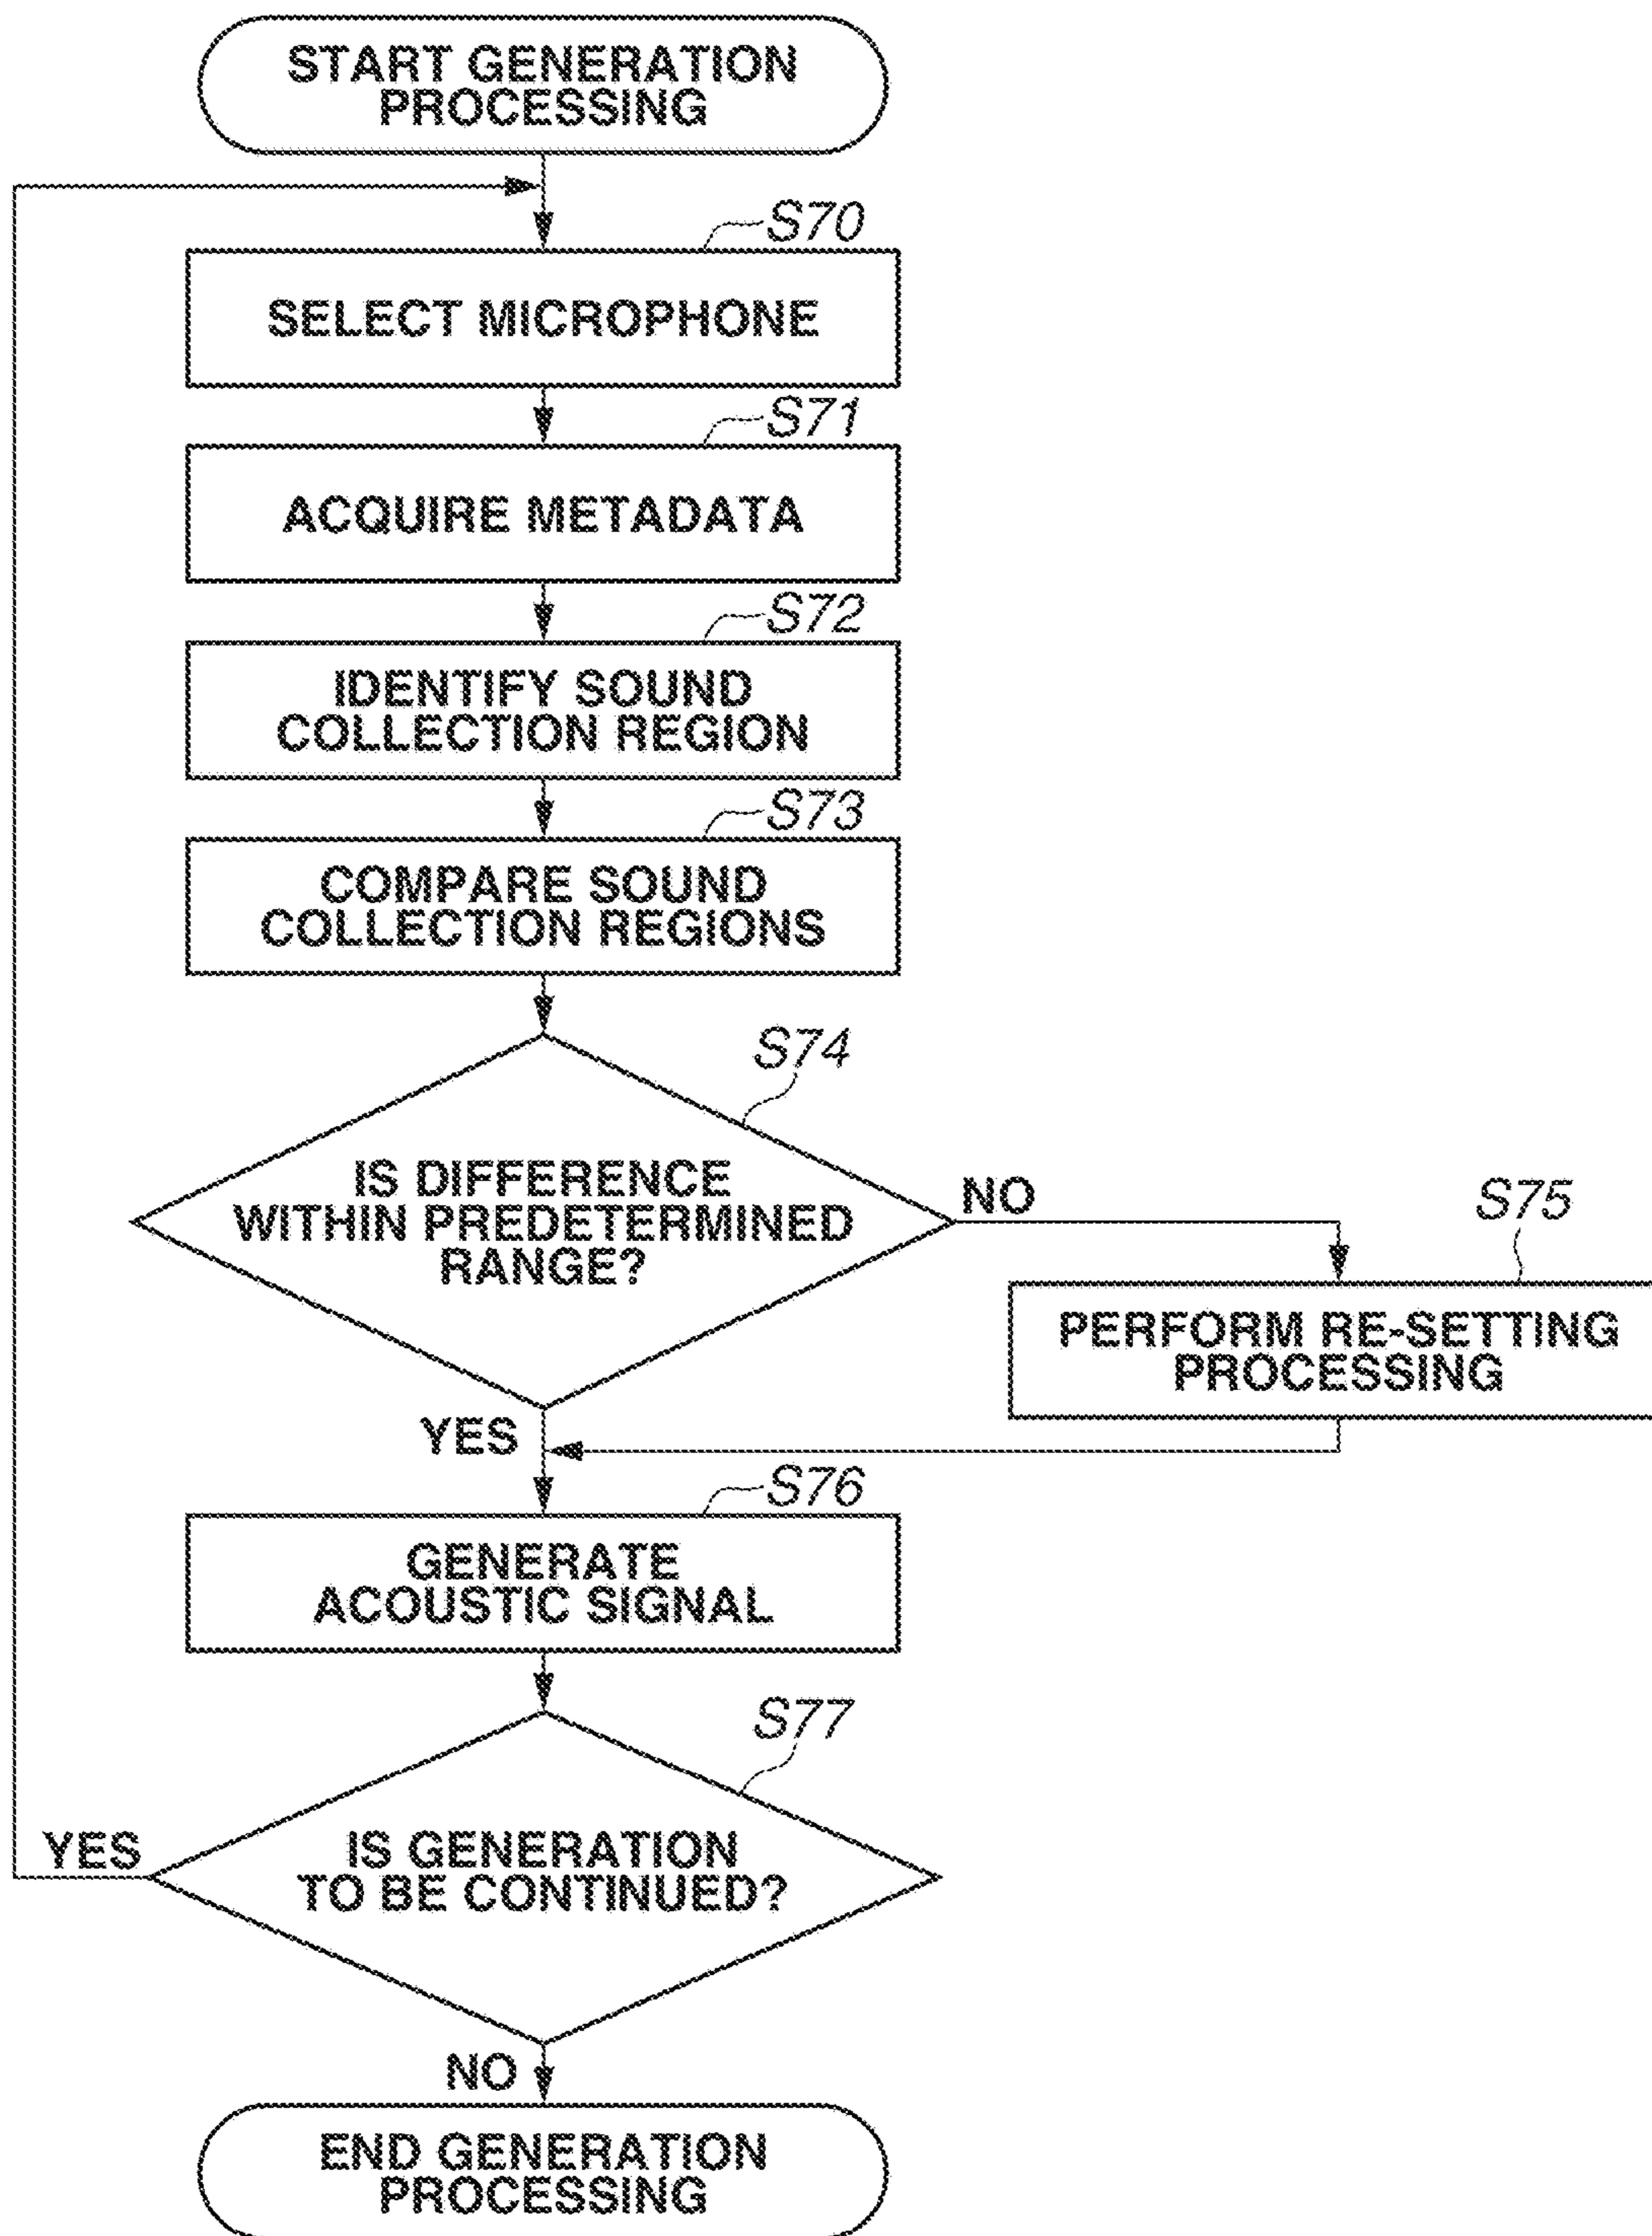 START GENERATION
PROCESSING
S70
SELECT MICROPHONE
S71
ACQUIRE METADATA
S72
IDENTIFY SOUND
COLLECTION REGION
S73
COMPARE SOUND
COLLECTION REGIONS
S74
IS DIFFERENCE
WITHIN PREDETERMINED
RANGE?
NO
S75
PERFORM RE-SETTING
PROCESSING
YES
S76
GENERATE
ACOUSTIC SIGNAL
S77
YES
IS GENERATION
TO BE CONTINUED?
NO
END GENERATION
PROCESSING